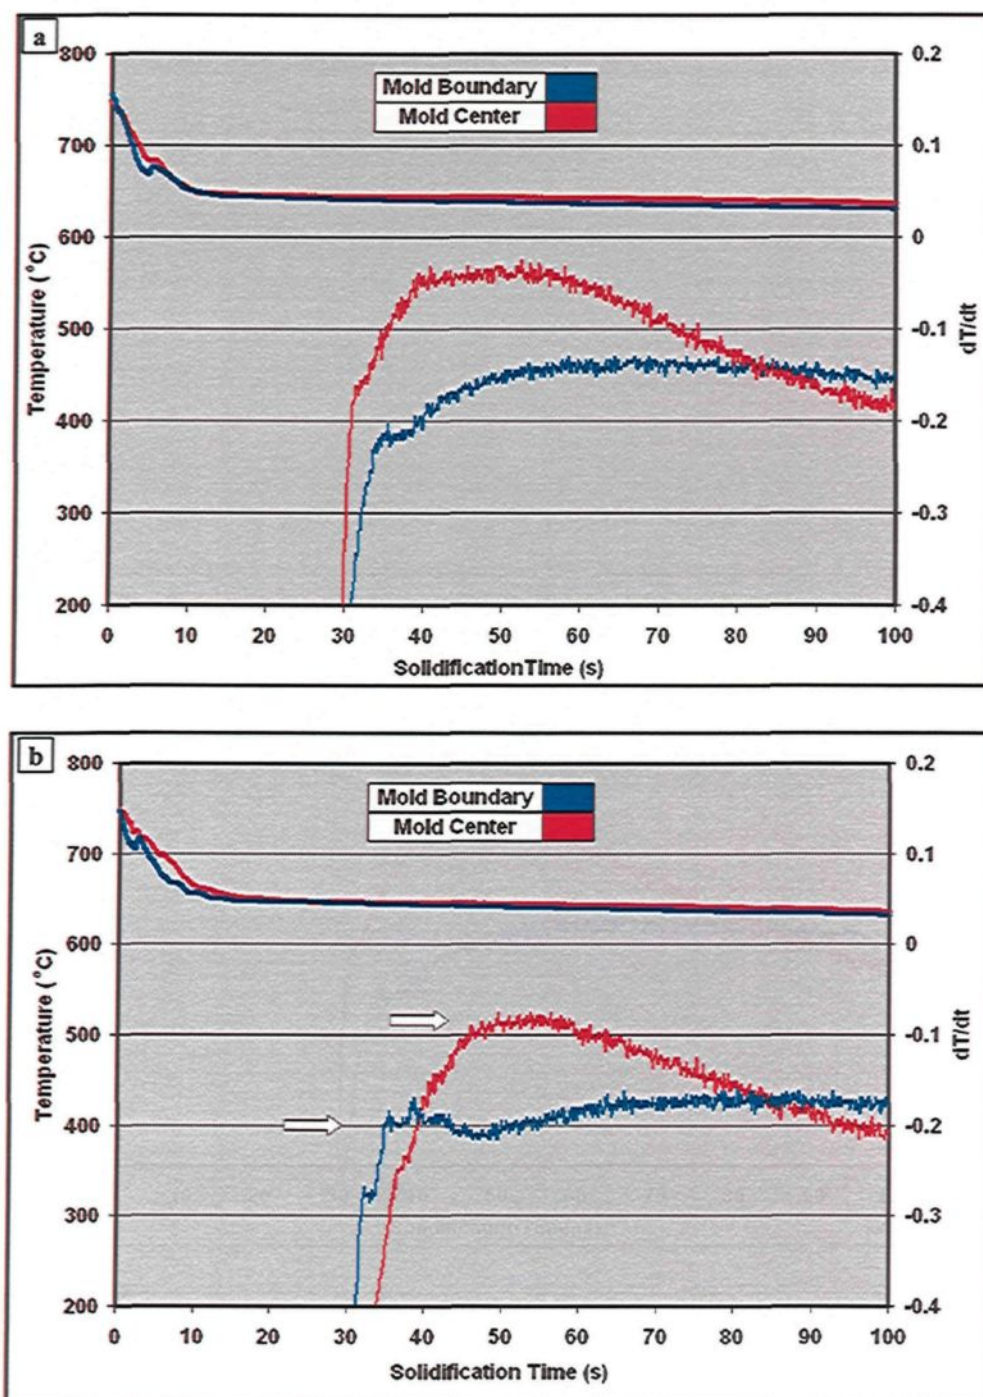 a
800
700
600
500
400
300
200
Temperature (°C)
Mold Boundary
Mold Center
0.2
0.1
0
-0.1
-0.2
-0.3
-0.4
dT/dt
0 10 20 30 40 50 60 70 80 90 100
SolidificationTime (s)
b
800
700
600
500
400
300
200
Temperature (°C)
Mold Boundary
Mold Center
0.2
0.1
0
-0.1
-0.2
-0.3
-0.4
dT/dt
0 10 20 30 40 50 60 70 80 90 100
Solidification Time (s)